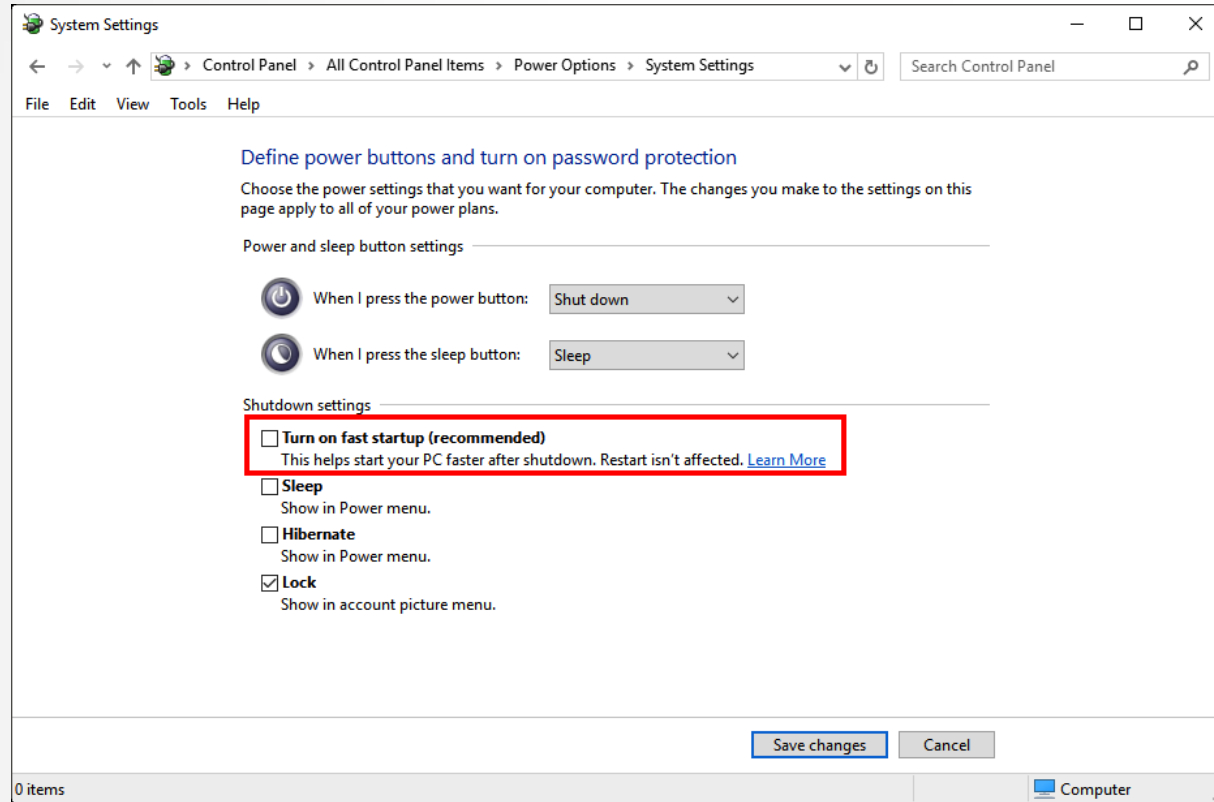 System Settings
Control Panel > All Control Panel Items > Power Options > System Settings
Search Control Panel
File Edit View Tools Help
Define power buttons and turn on password protection
Choose the power settings that you want for your computer. The changes you make to the settings on this
page apply to all of your power plans.
Power and sleep button settings
When I press the power button: Shut down
When I press the sleep button: Sleep
Shutdown settings
Turn on fast startup (recommended)
This helps start your PC faster after shutdown. Restart isn't affected. Learn More
Sleep
Show in Power menu.
Hibernate
Show in Power menu.
Lock
Show in account picture menu.
Save changes Cancel
0 items Computer